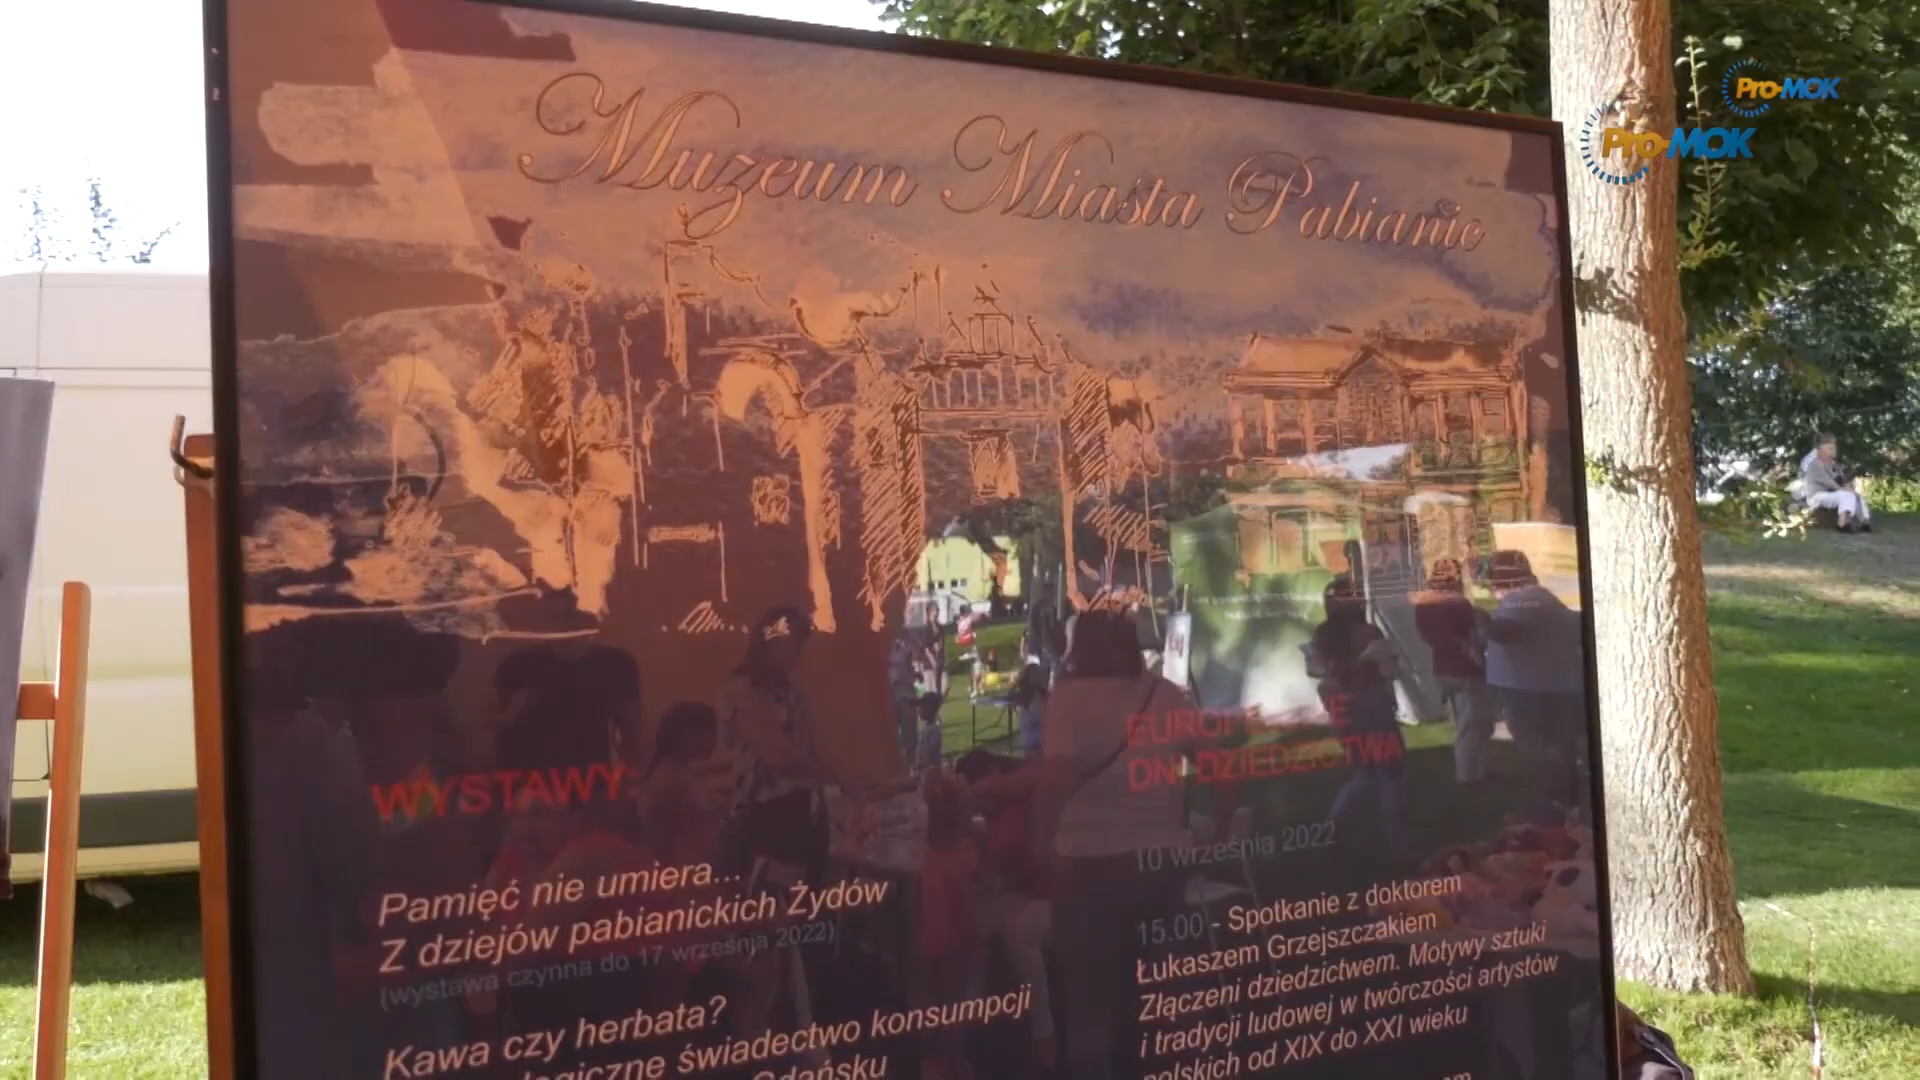 Pro-MOK
Pro-MOK
Muzeum Miasta Pabianic
WYSTAWY:
Pamięć nie umiera...
Z dziejów pabianickich Żydów
(wystawa czynna do 17 września 2022)
Kawa czy herbata?
świadectwo konsumpcji
Gdańsku
EUROPEJSKIE
DNI DZIEDZICTWA
10 września 2022
15.00 - Spotkanie z doktorem
Łukaszem Grzejszczakiem
Złączeni dziedzictwem. Motywy sztuki
i tradycji ludowej w twórczości artystów
polskich od XIX do XXI wieku